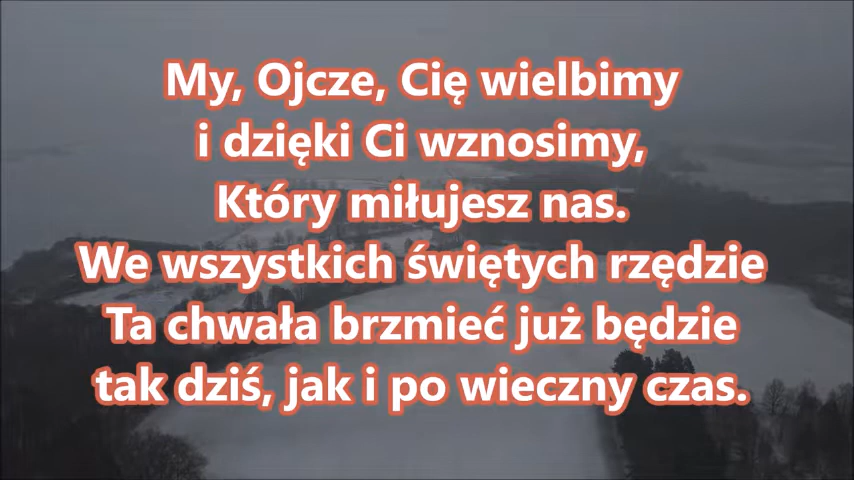 My, Ojcze, Cię wielbimy
i dzięki Ci wznosimy,
Który miłujesz nas.
We wszystkich świętych rzędzie
Ta chwała brzmieć już będzie
tak dziś, jak i po wieczny czas.